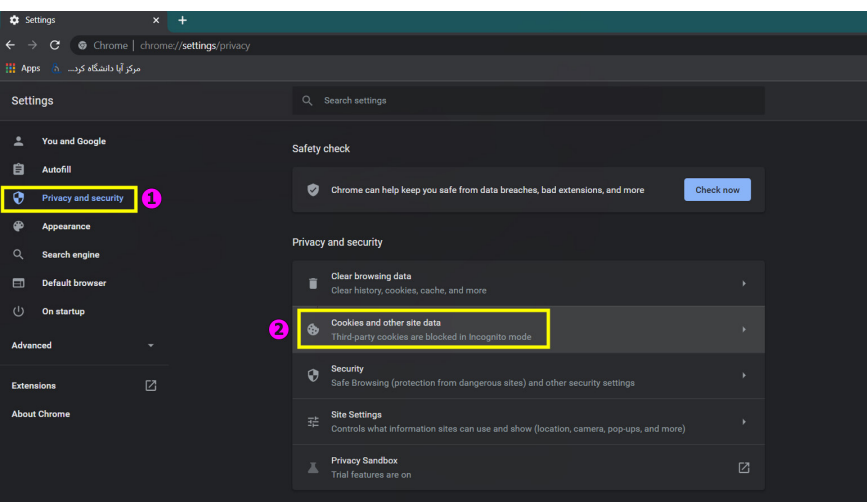 Settings
Chrome | chrome://settings/privacy
Apps مرکز آپا دانشگاه کرد...
Settings
Search settings
You and Google
Autofill
Privacy and security
1
Appearance
Search engine
Default browser
On startup
Advanced
Extensions
About Chrome
Safety check
Chrome can help keep you safe from data breaches, bad extensions, and more
Check now
Privacy and security
Clear browsing data
Clear history, cookies, cache, and more
2
Cookies and other site data
Third-party cookies are blocked in Incognito mode
Security
Safe Browsing (protection from dangerous sites) and other security settings
Site Settings
Controls what information sites can use and show (location, camera, pop-ups, and more)
Privacy Sandbox
Trial features are on